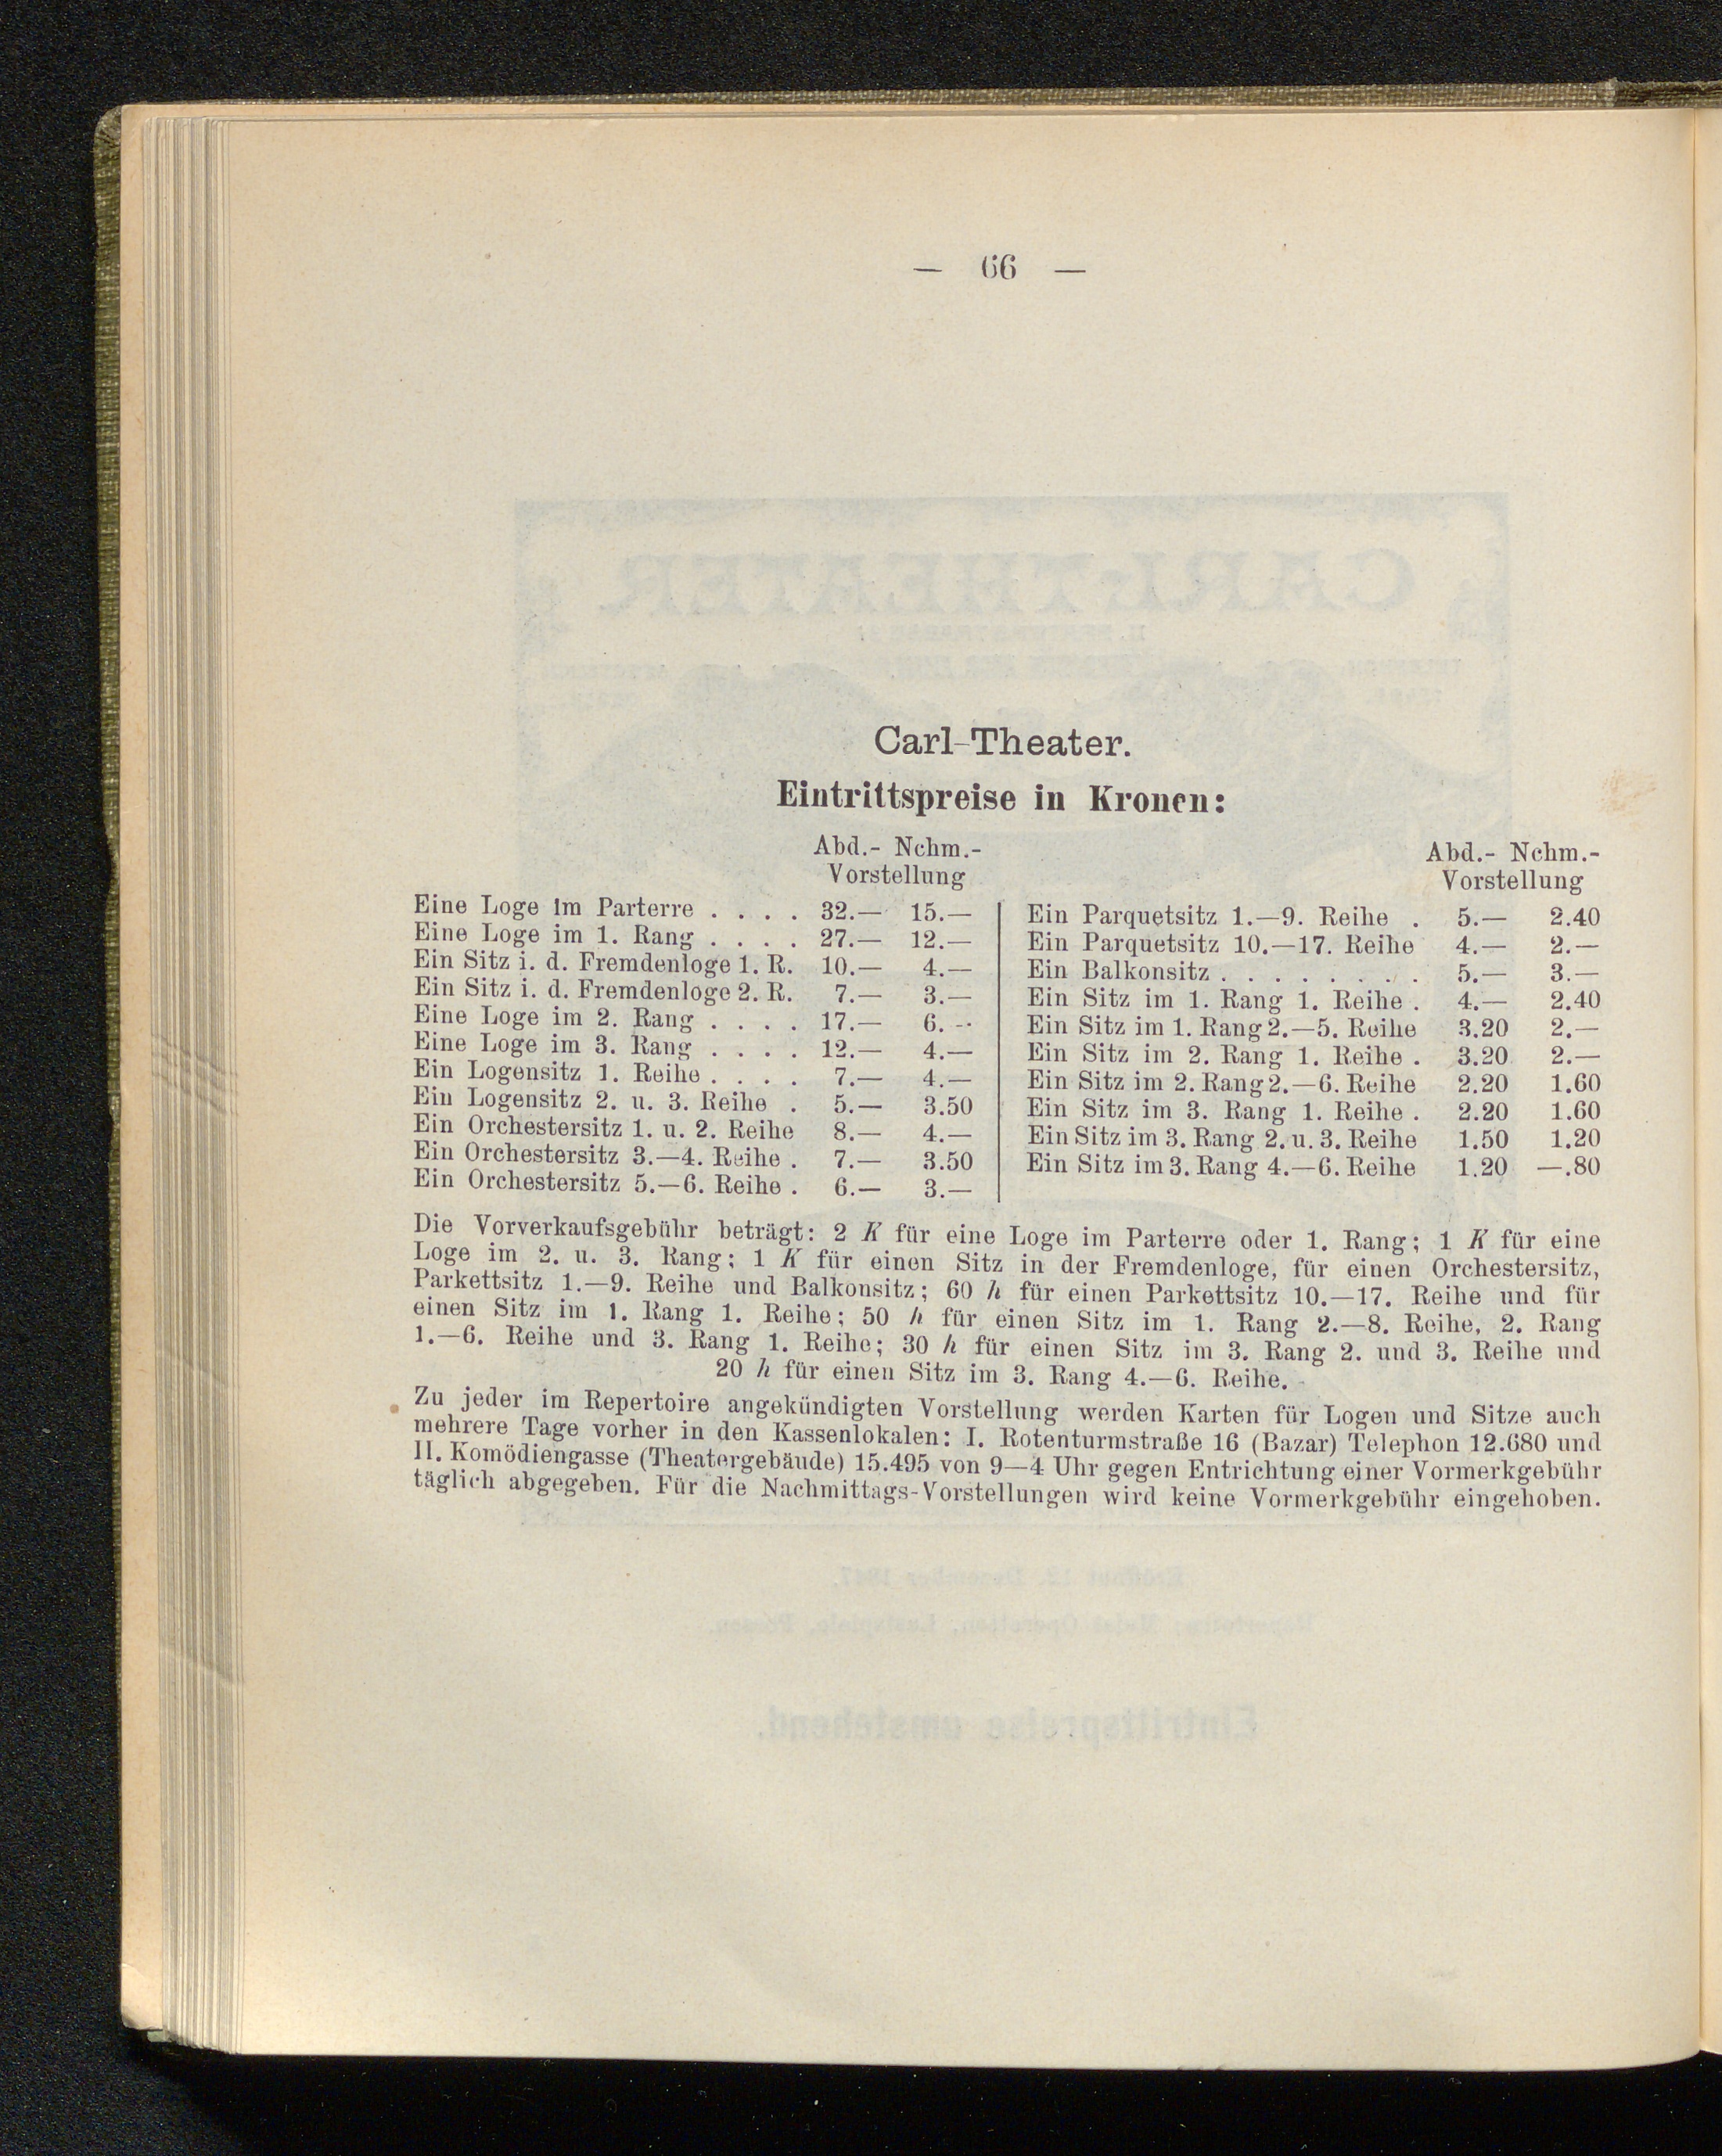 — 66 —
Carl-Theater.
Eintrittspreise in Kronen:
Abd.- Nchm.-
Vorstellung
Eine Loge im Parterre . . . . 32.— 15.—
Eine Loge im 1. Rang . . . . 27.— 12.—
Ein Sitz i. d. Fremdenloge 1. R. 10.— 4.—
Ein Sitz i. d. Fremdenloge 2. R. 7.— 3.—
Eine Loge im 2. Rang . . . . 17.— 6.—
Eine Loge im 3. Rang . . . . 12.— 4.—
Ein Logensitz 1. Reihe . . . . 7.— 4.—
Ein Logensitz 2. u. 3. Reihe . 5.— 3.50
Ein Orchestersitz 1. u. 2. Reihe 8.— 4.—
Ein Orchestersitz 3.—4. Reihe . 7.— 3.50
Ein Orchestersitz 5.—6. Reihe . 6.— 3.—
Abd.- Nchm.-
Vorstellung
Ein Parquetsitz 1.—9. Reihe . 5.— 2.40
Ein Parquetsitz 10.—17. Reihe 4.— 2.—
Ein Balkonsitz . . . . . . . . 5.— 3.—
Ein Sitz im 1. Rang 1. Reihe . 4.— 2.40
Ein Sitz im 1. Rang 2.—5. Reihe 3.20 2.—
Ein Sitz im 2. Rang 1. Reihe . 3.20 2.—
Ein Sitz im 2. Rang 2.—6. Reihe 2.20 1.60
Ein Sitz im 3. Rang 1. Reihe . 2.20 1.60
Ein Sitz im 3. Rang 2. u. 3. Reihe 1.50 1.20
Ein Sitz im 3. Rang 4.—6. Reihe 1.20 —.80
Die Vorverkaufsgebühr beträgt: 2 K für eine Loge im Parterre oder 1. Rang; 1 K für eine
Loge im 2. u. 3. Rang; 1 K für einen Sitz in der Fremdenloge, für einen Orchestersitz,
Parkettsitz 1.—9. Reihe und Balkonsitz; 60 h für einen Parkettsitz 10.—17. Reihe und für
einen Sitz im 1. Rang 1. Reihe; 50 h für einen Sitz im 1. Rang 2.—8. Reihe, 2. Rang
1.—6. Reihe und 3. Rang 1. Reihe; 30 h für einen Sitz im 3. Rang 2. und 3. Reihe und
20 h für einen Sitz im 3. Rang 4.—6. Reihe.
Zu jeder im Repertoire angekündigten Vorstellung werden Karten für Logen und Sitze auch
mehrere Tage vorher in den Kassenlokalen: I. Rotenturmstraße 16 (Bazar) Telephon 12.680 und
II. Komödiengasse (Theatergebäude) 15.495 von 9—4 Uhr gegen Entrichtung einer Vormerkgebühr
täglich abgegeben. Für die Nachmittags-Vorstellungen wird keine Vormerkgebühr eingehoben.